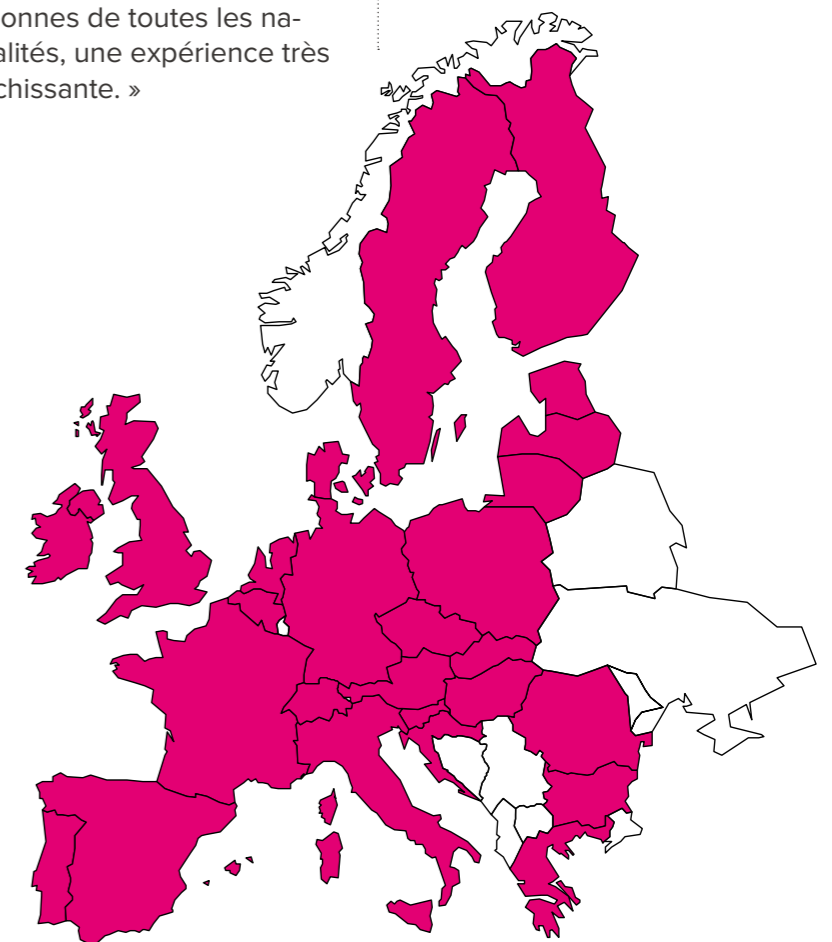 onnes de toutes les na-
alités, une expérience très
chissante. »